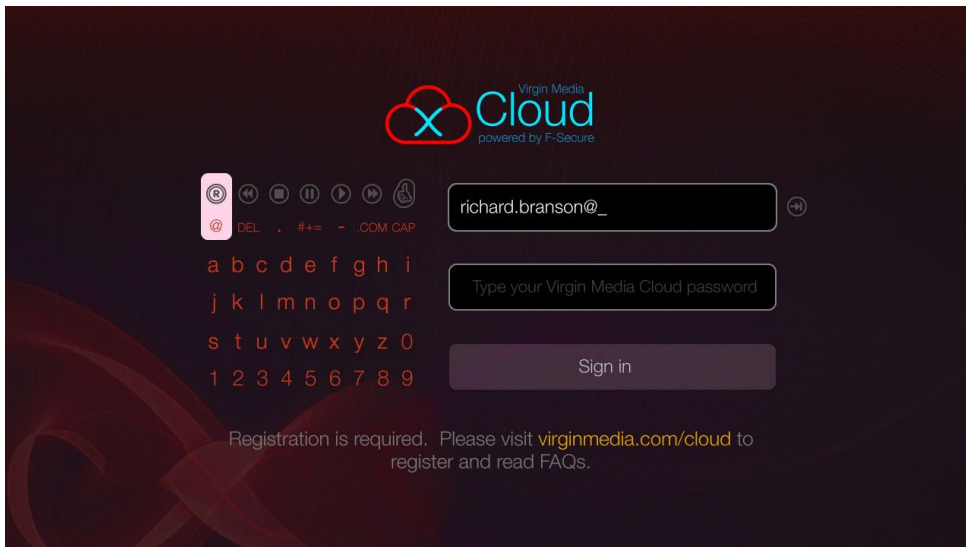 Virgin Media
Cloud
powered by F-Secure
R
@ DEL . #+= - .COM CAP
richard.branson@_
a b c d e f g h i
j k l m n o p q r
Type your Virgin Media Cloud password
s t u v w x y z 0
1 2 3 4 5 6 7 8 9
Sign in
Registration is required. Please visit virginmedia.com/cloud to
register and read FAQs.